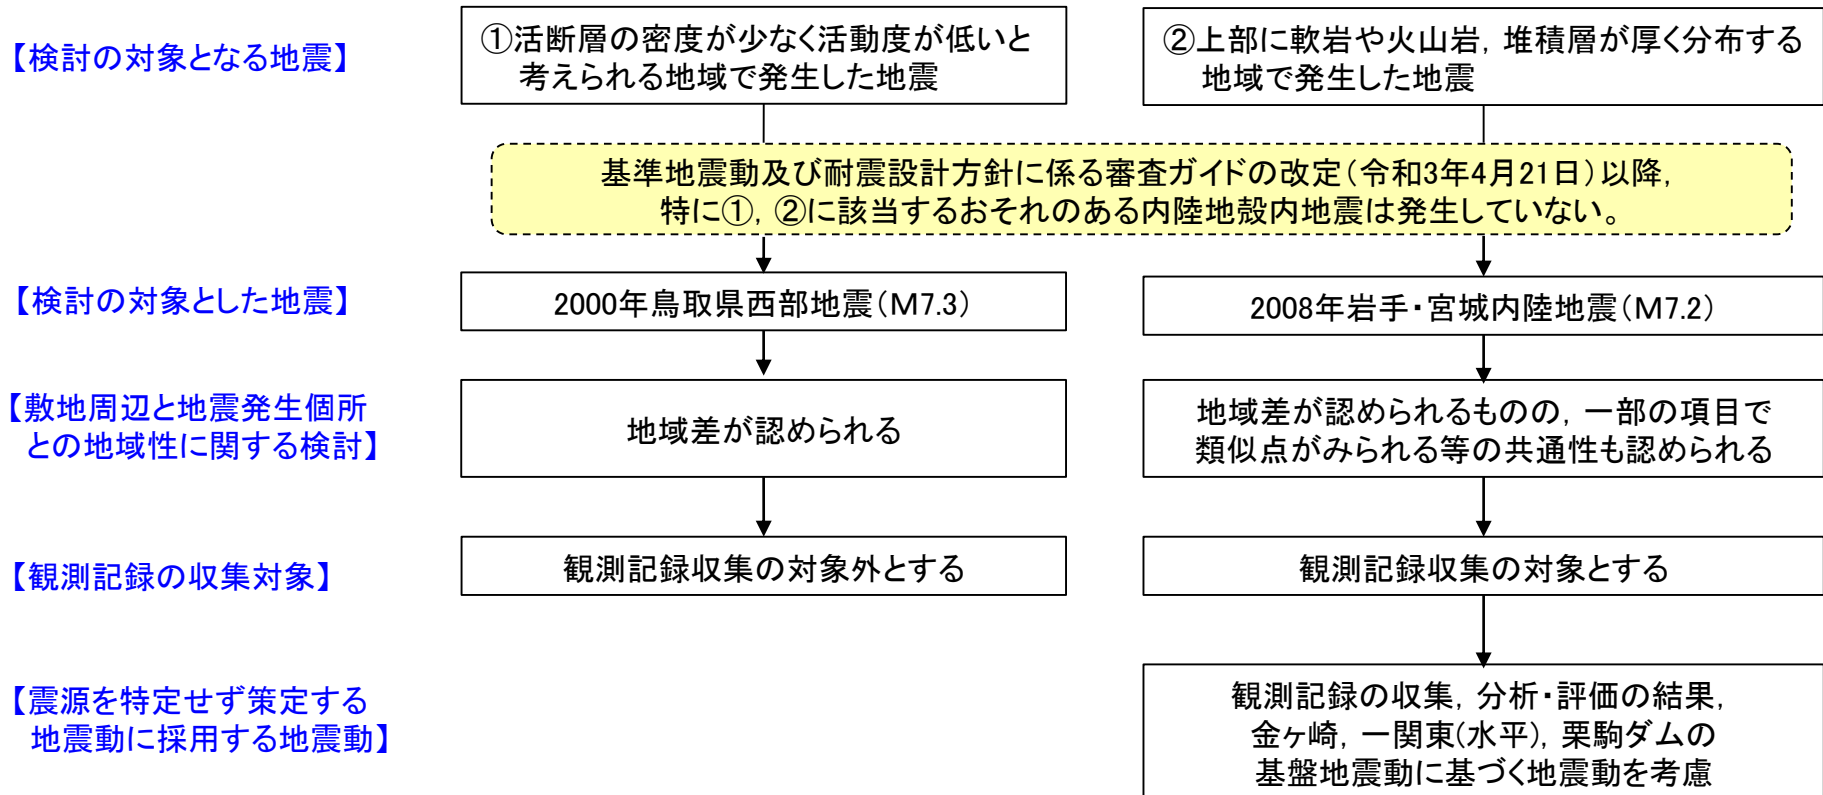 【検討の対象となる地震】
①活断層の密度が少なく活動度が低いと
考えられる地域で発生した地震
②上部に軟岩や火山岩，堆積層が厚く分布する
地域で発生した地震
基準地震動及び耐震設計方針に係る審査ガイドの改定（令和3年4月21日）以降，
特に①，②に該当するおそれのある内陸地殻内地震は発生していない。
【検討の対象とした地震】
2000年鳥取県西部地震（M7.3）
2008年岩手・宮城内陸地震（M7.2）
【敷地周辺と地震発生個所
との地域性に関する検討】
地域差が認められる
地域差が認められるものの，一部の項目で
類似点がみられる等の共通性も認められる
【観測記録の収集対象】
観測記録収集の対象外とする
観測記録収集の対象とする
【震源を特定せず策定する
地震動に採用する地震動】
観測記録の収集，分析・評価の結果，
金ヶ崎，一関東(水平)，栗駒ダムの
基盤地震動に基づく地震動を考慮